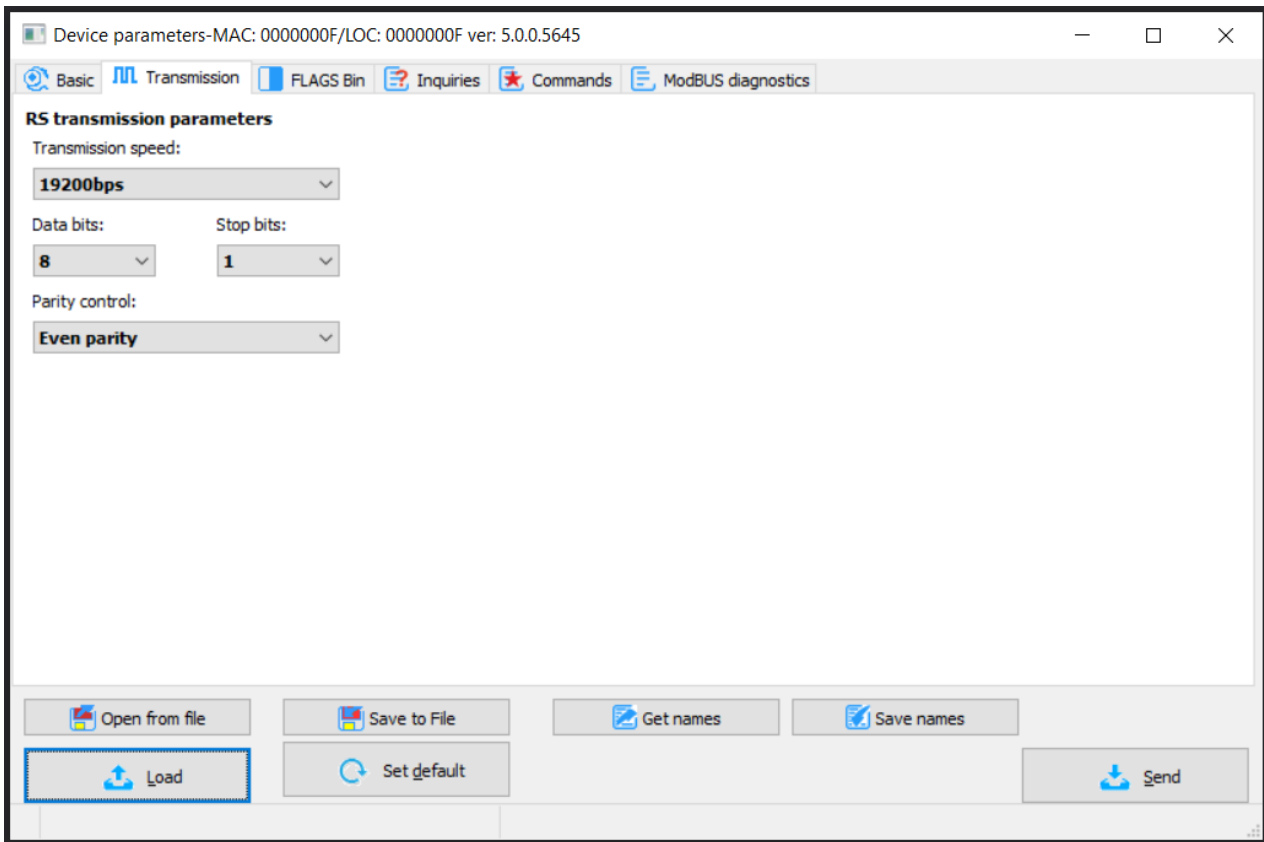 Device parameters-MAC: 0000000F/LOC: 0000000F ver: 5.0.0.5645
Basic Transmission FLAGS Bin Inquiries Commands ModBUS diagnostics
RS transmission parameters
Transmission speed:
19200bps
Data bits: Stop bits:
8 1
Parity control:
Even parity
Open from file Save to File Get names Save names
Load Set default Send